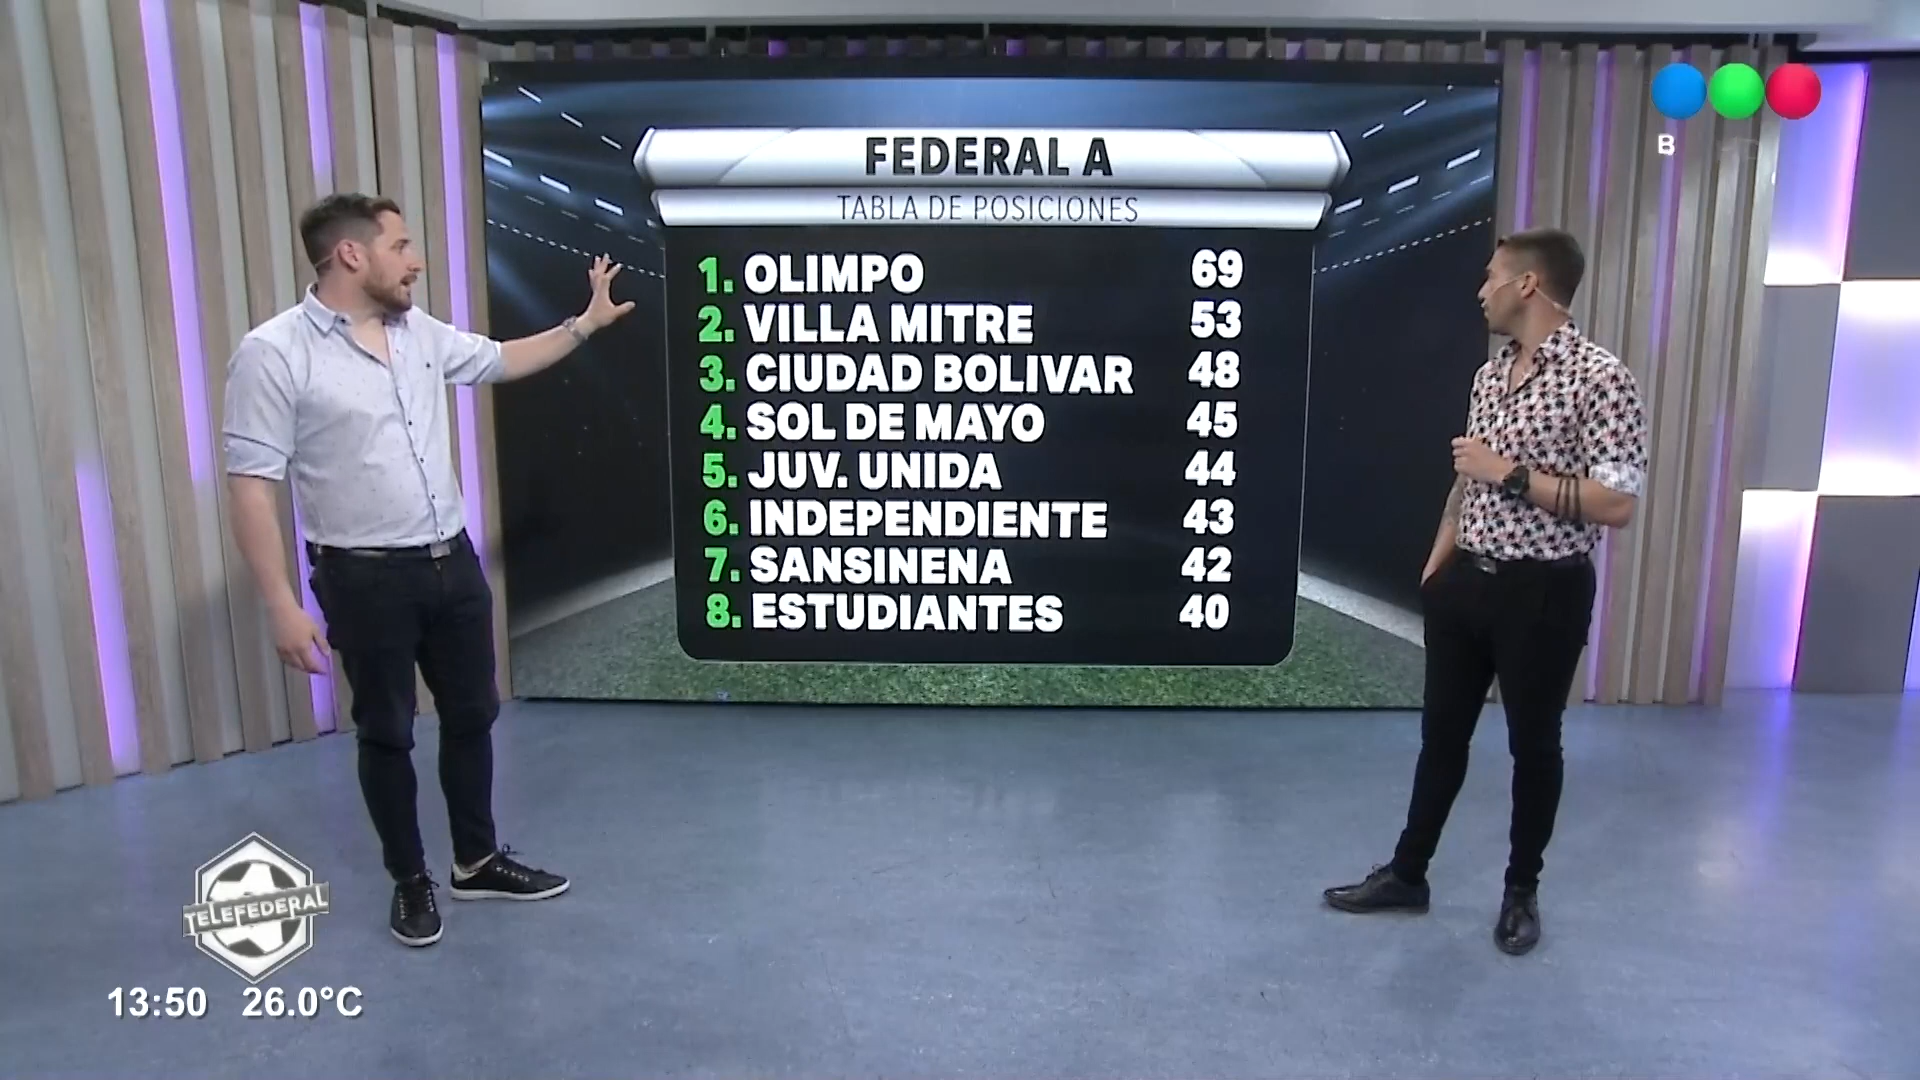 FEDERAL A
TABLA DE POSICIONES
1. OLIMPO 69
2. VILLA MITRE 53
3. CIUDAD BOLIVAR 48
4. SOL DE MAYO 45
5. JUV. UNIDA 44
6. INDEPENDIENTE 43
7. SANSINENA 42
8. ESTUDIANTES 40
B
TELEFEDERAL
13:50 26.0°C